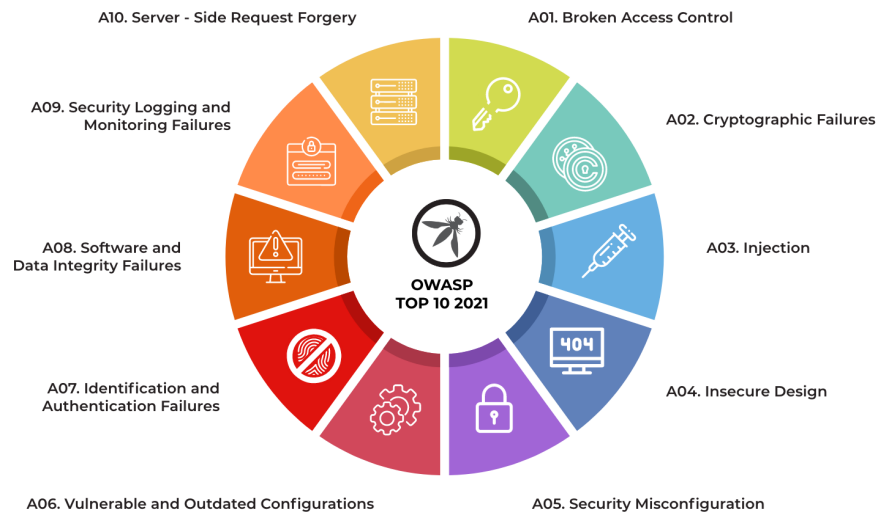 A10. Server - Side Request Forgery
A01. Broken Access Control
A09. Security Logging and
Monitoring Failures
A02. Cryptographic Failures
A08. Software and
Data Integrity Failures
OWASP
TOP 10 2021
A03. Injection
404
A07. Identification and
Authentication Failures
A04. Insecure Design
A06. Vulnerable and Outdated Configurations
A05. Security Misconfiguration